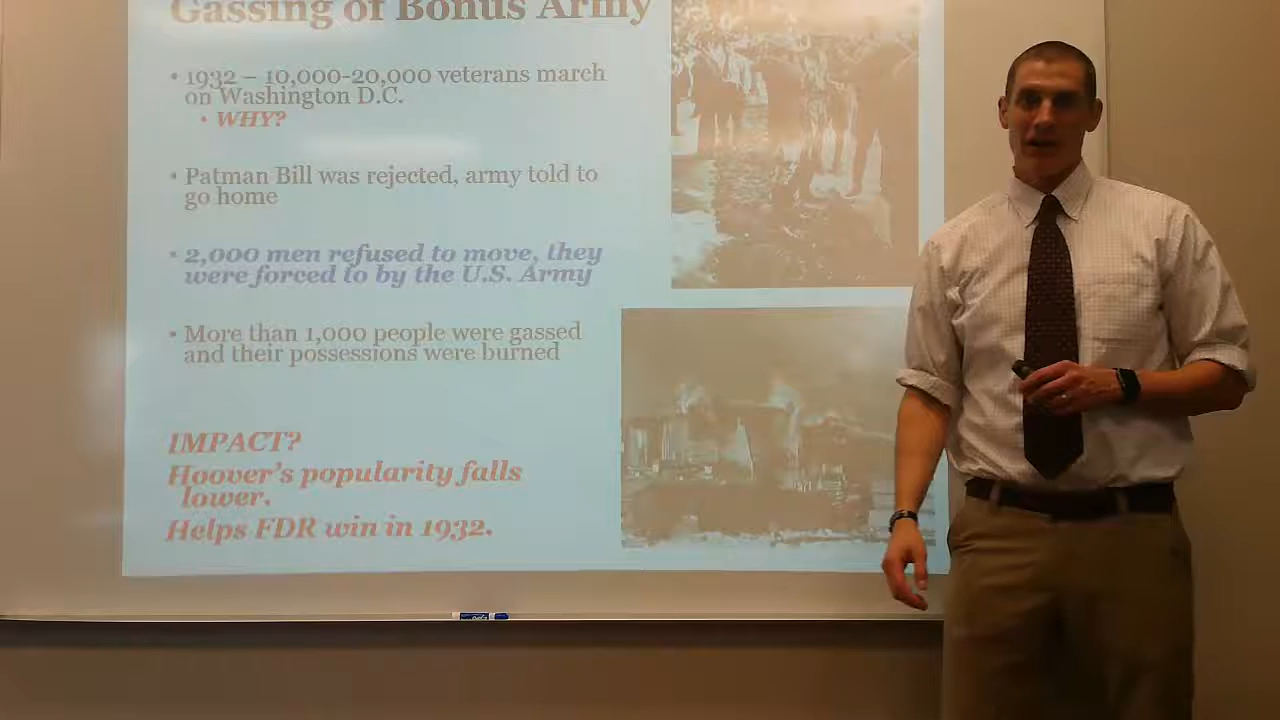 Gassing of Bonus Army
• 1932 – 10,000-20,000 veterans march
on Washington D.C.
• WHY?
• Patman Bill was rejected, army told to
go home
• 2,000 men refused to move, they
were forced to by the U.S. Army
• More than 1,000 people were gassed
and their possessions were burned
IMPACT?
Hoover's popularity falls
lower.
Helps FDR win in 1932.